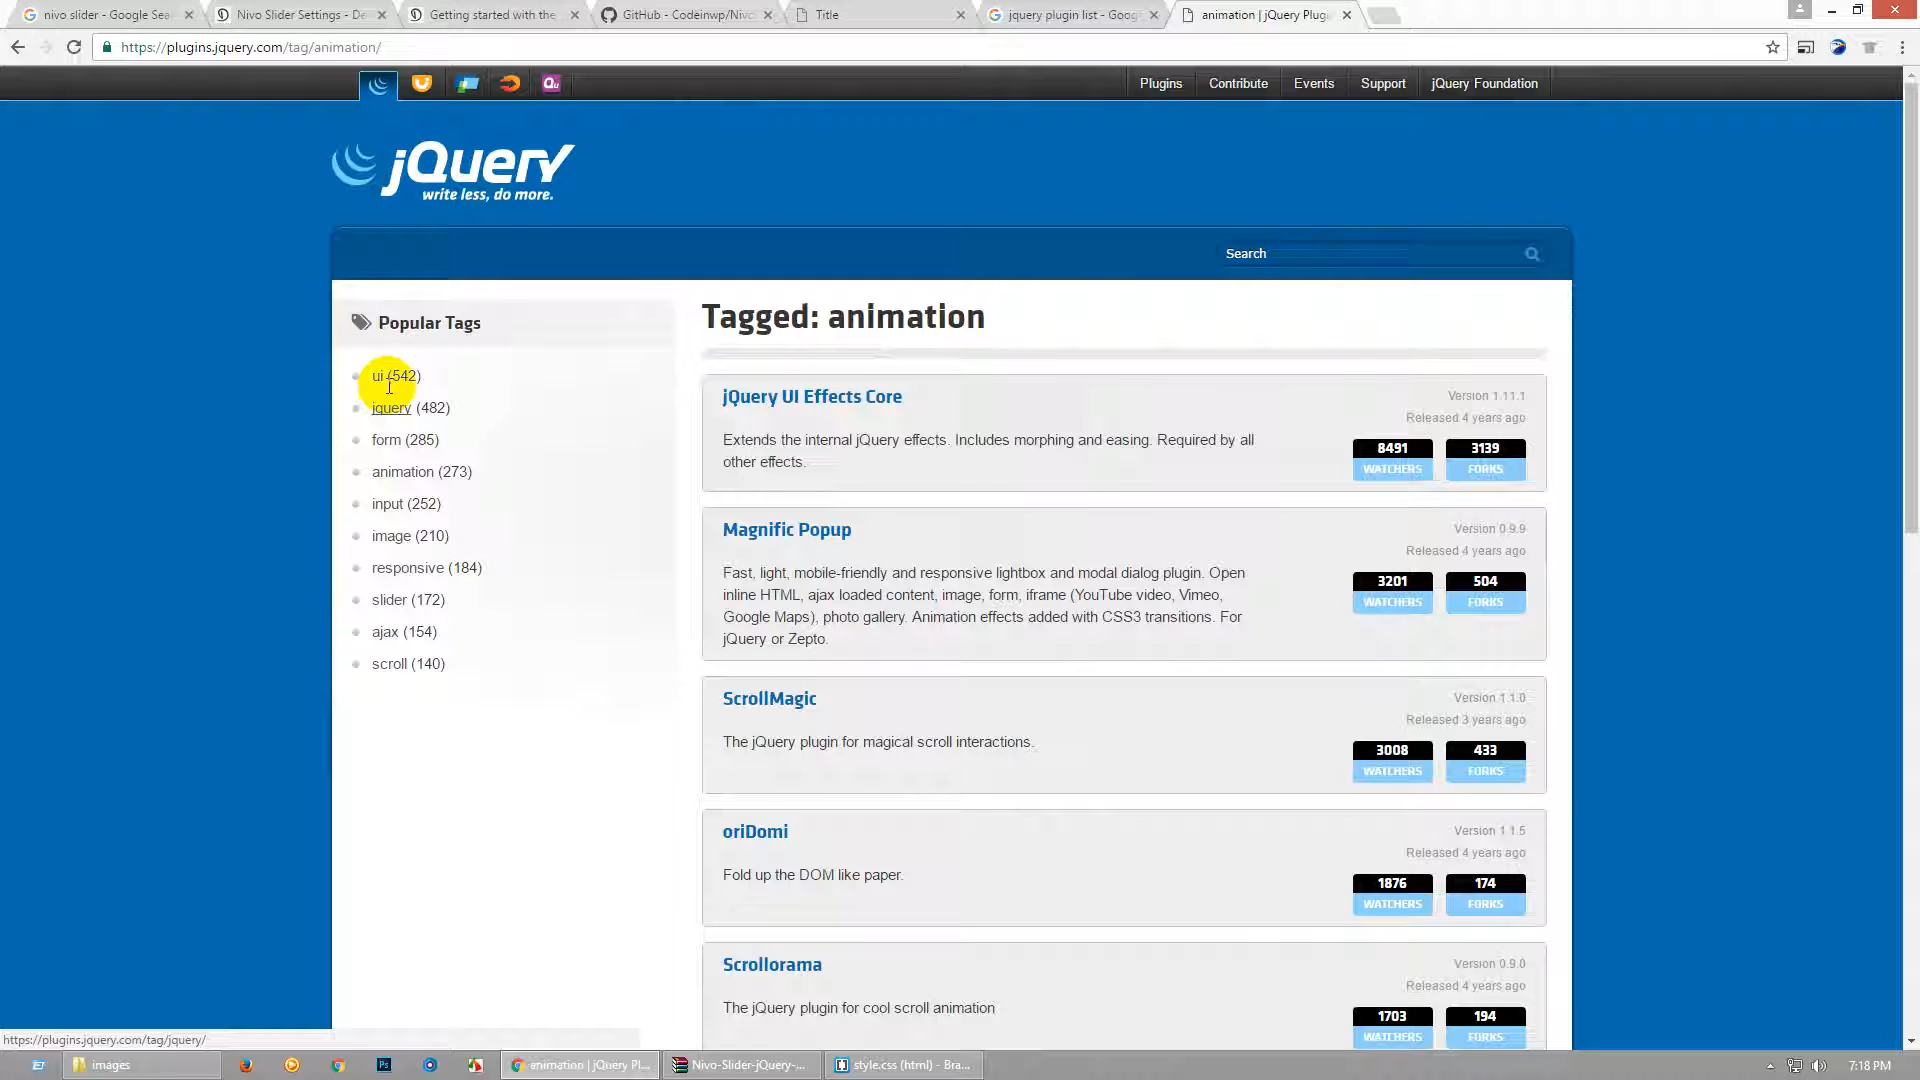 nivo slider - Google Sea
Nivo Slider Settings - De
Getting started with the
GitHub - Codeinwp/Nivo
Title
jquery plugin list - Goog
animation | jQuery Plug
https://plugins.jquery.com/tag/animation/
Qu
Plugins
Contribute
Events
Support
jQuery Foundation
jQuery
write less, do more.
Search
Popular Tags
ui (542)
jquery (482)
form (285)
animation (273)
input (252)
image (210)
responsive (184)
slider (172)
ajax (154)
scroll (140)
Tagged: animation
jQuery UI Effects Core
Version 1.11.1
Released 4 years ago
Extends the internal jQuery effects. Includes morphing and easing. Required by all
other effects.
8491
WATCHERS
3139
FORKS
Magnific Popup
Version 0.9.9
Released 4 years ago
Fast, light, mobile-friendly and responsive lightbox and modal dialog plugin. Open
inline HTML, ajax loaded content, image, form, iframe (YouTube video, Vimeo,
Google Maps), photo gallery. Animation effects added with CSS3 transitions. For
jQuery or Zepto.
3201
WATCHERS
504
FORKS
ScrollMagic
Version 1.1.0
Released 3 years ago
The jQuery plugin for magical scroll interactions.
3008
WATCHERS
433
FORKS
oriDomi
Version 1.1.5
Released 4 years ago
Fold up the DOM like paper.
1876
WATCHERS
174
FORKS
Scrollorama
Version 0.9.0
Released 4 years ago
The jQuery plugin for cool scroll animation
1703
WATCHERS
194
FORKS
https://plugins.jquery.com/tag/jquery/
images
Ps
animation | jQuery Pl...
Nivo-Slider-jQuery-...
style.css (html) - Bra...
7:18 PM